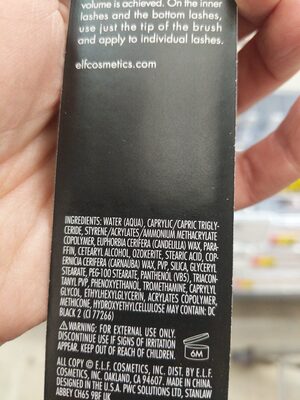 volume is achieved. On the inner
lashes and the bottom lashes,
use just the tip of the brush
and apply to individual lashes.
elfcosmetics.com
INGREDIENTS: WATER (AQUA), CAPRYLIC/CAPRIC TRIGLY-
CERIDE, STYRENE/ACRYLATES/AMMONIUM METHACRYLATE
COPOLYMER, EUPHORBIA CERIFERA (CANDELILLA) WAX, PARA-
FFIN, CETEARYL ALCOHOL, OZOKERITE, STEARIC ACID, COP-
ERNICIA CERIFERA (CARNAUBA) WAX, PVP, SILICA, GLYCERYL
STEARATE, PEG-100 STEARATE, PANTHENOL (VB5), TRIACON-
TANYL PVP, PHENOXYETHANOL, TROMETHAMINE, CAPRYLYL
GLYCOL, ETHYLHEXYLGLYCERIN, ACRYLATES COPOLYMER,
METHICONE, HYDROXYETHYLCELLULOSE MAY CONTAIN: DC
BLACK 2 (CI 77266)
WARNING: FOR EXTERNAL USE ONLY.
DISCONTINUE USE IF SIGNS OF IRRITATION
APPEAR. KEEP OUT OF REACH OF CHILDREN.
6M
ALL COPY © E.L.F. COSMETICS, INC. DIST. BY E.L.F.
COSMETICS, INC. OAKLAND, CA 94607. MADE IN CHINA.
DESIGNED IN THE U.S.A. PWC SOLUTIONS LTD, STANLAW
ABBEY CH65 9BF UK